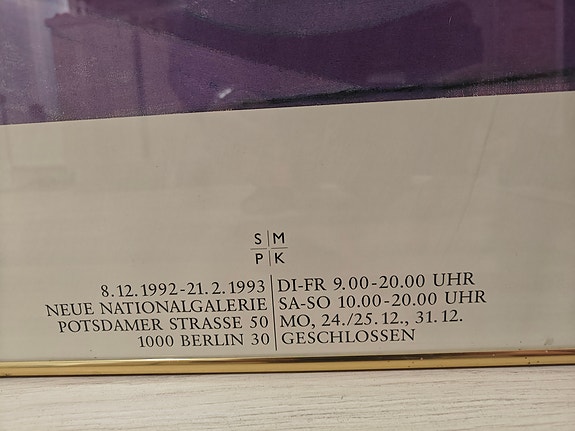 S M
P K
8.12.1992-21.2.1993
NEUE NATIONALGALERIE
POTSDAMER STRASSE 50
1000 BERLIN 30
DI-FR 9.00-20.00 UHR
SA-SO 10.00-20.00 UHR
MO, 24./25.12., 31.12.
GESCHLOSSEN